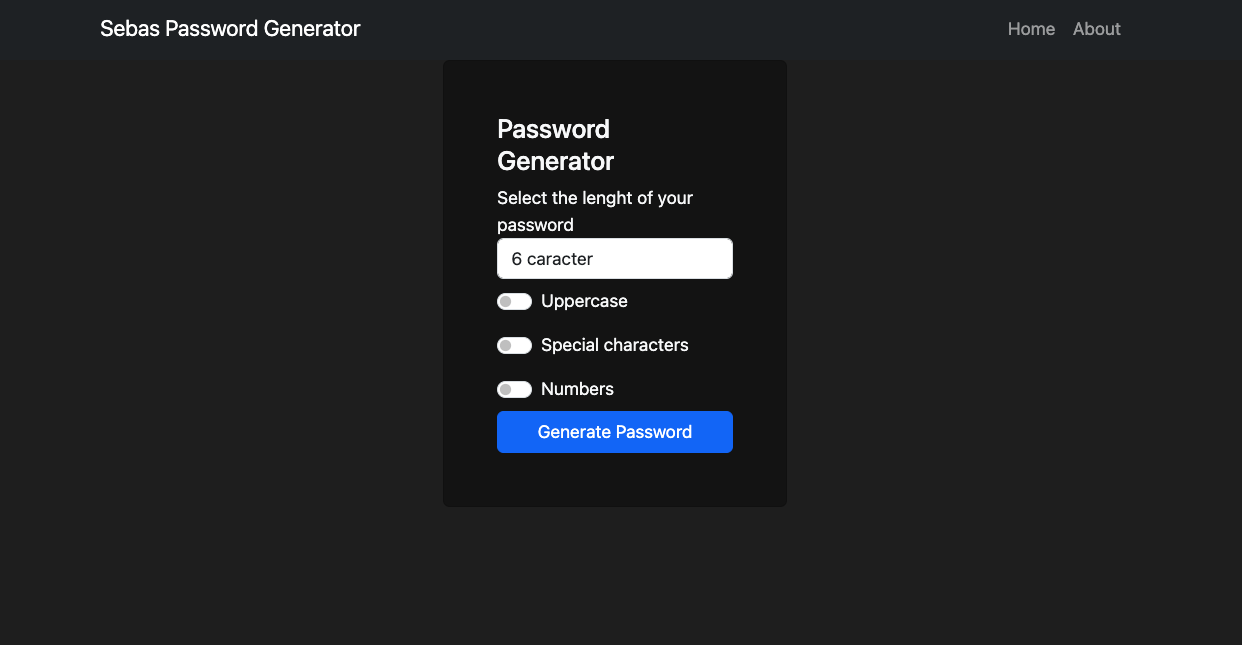 Sebas Password Generator
Home About
Password
Generator
Select the lenght of your
password
6 caracter
Uppercase
Special characters
Numbers
Generate Password